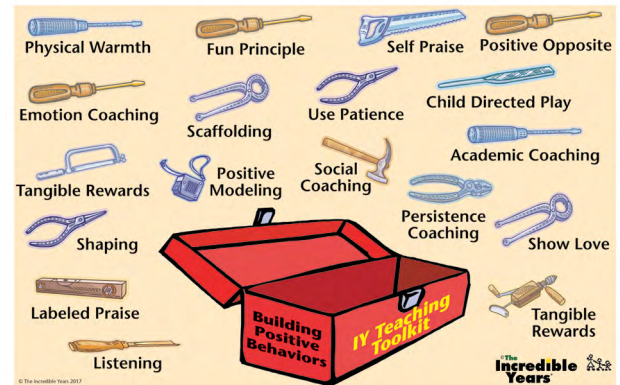 Physical Warmth
Fun Principle
Self Praise
Positive Opposite
Emotion Coaching
Scaffolding
Use Patience
Child Directed Play
Academic Coaching
Tangible Rewards
Positive
Modeling
Social
Coaching
Persistence
Coaching
Shaping
Show Love
Labeled Praise
Listening
Building
Positive
Behaviors
IY Teaching
Toolkit
Tangible
Rewards
©The
Incredible
Years®
© The Incredible Years 2017